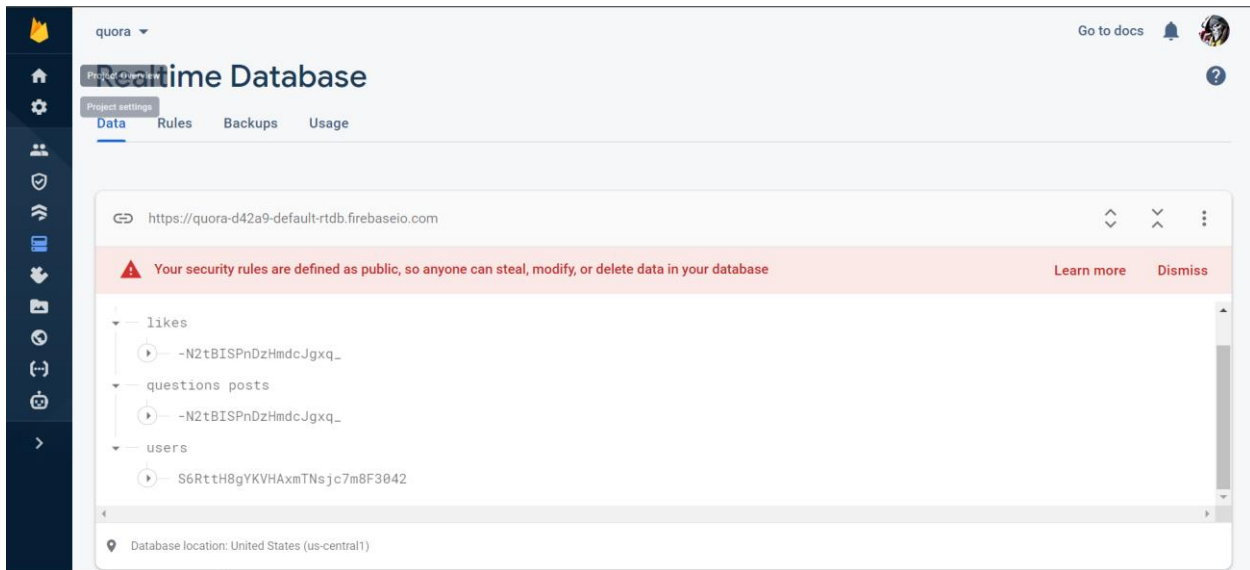 quora
Go to docs
Project Overview
Realtime Database
Project settings
Data Rules Backups Usage
https://quora-d42a9-default-rtdb.firebaseio.com
Your security rules are defined as public, so anyone can steal, modify, or delete data in your database
Learn more Dismiss
likes
-N2tBISPnDzHmdcJgxq_
questions posts
-N2tBISPnDzHmdcJgxq_
users
S6RttH8gYKVHAxmTNsjc7m8F3042
Database location: United States (us-central1)